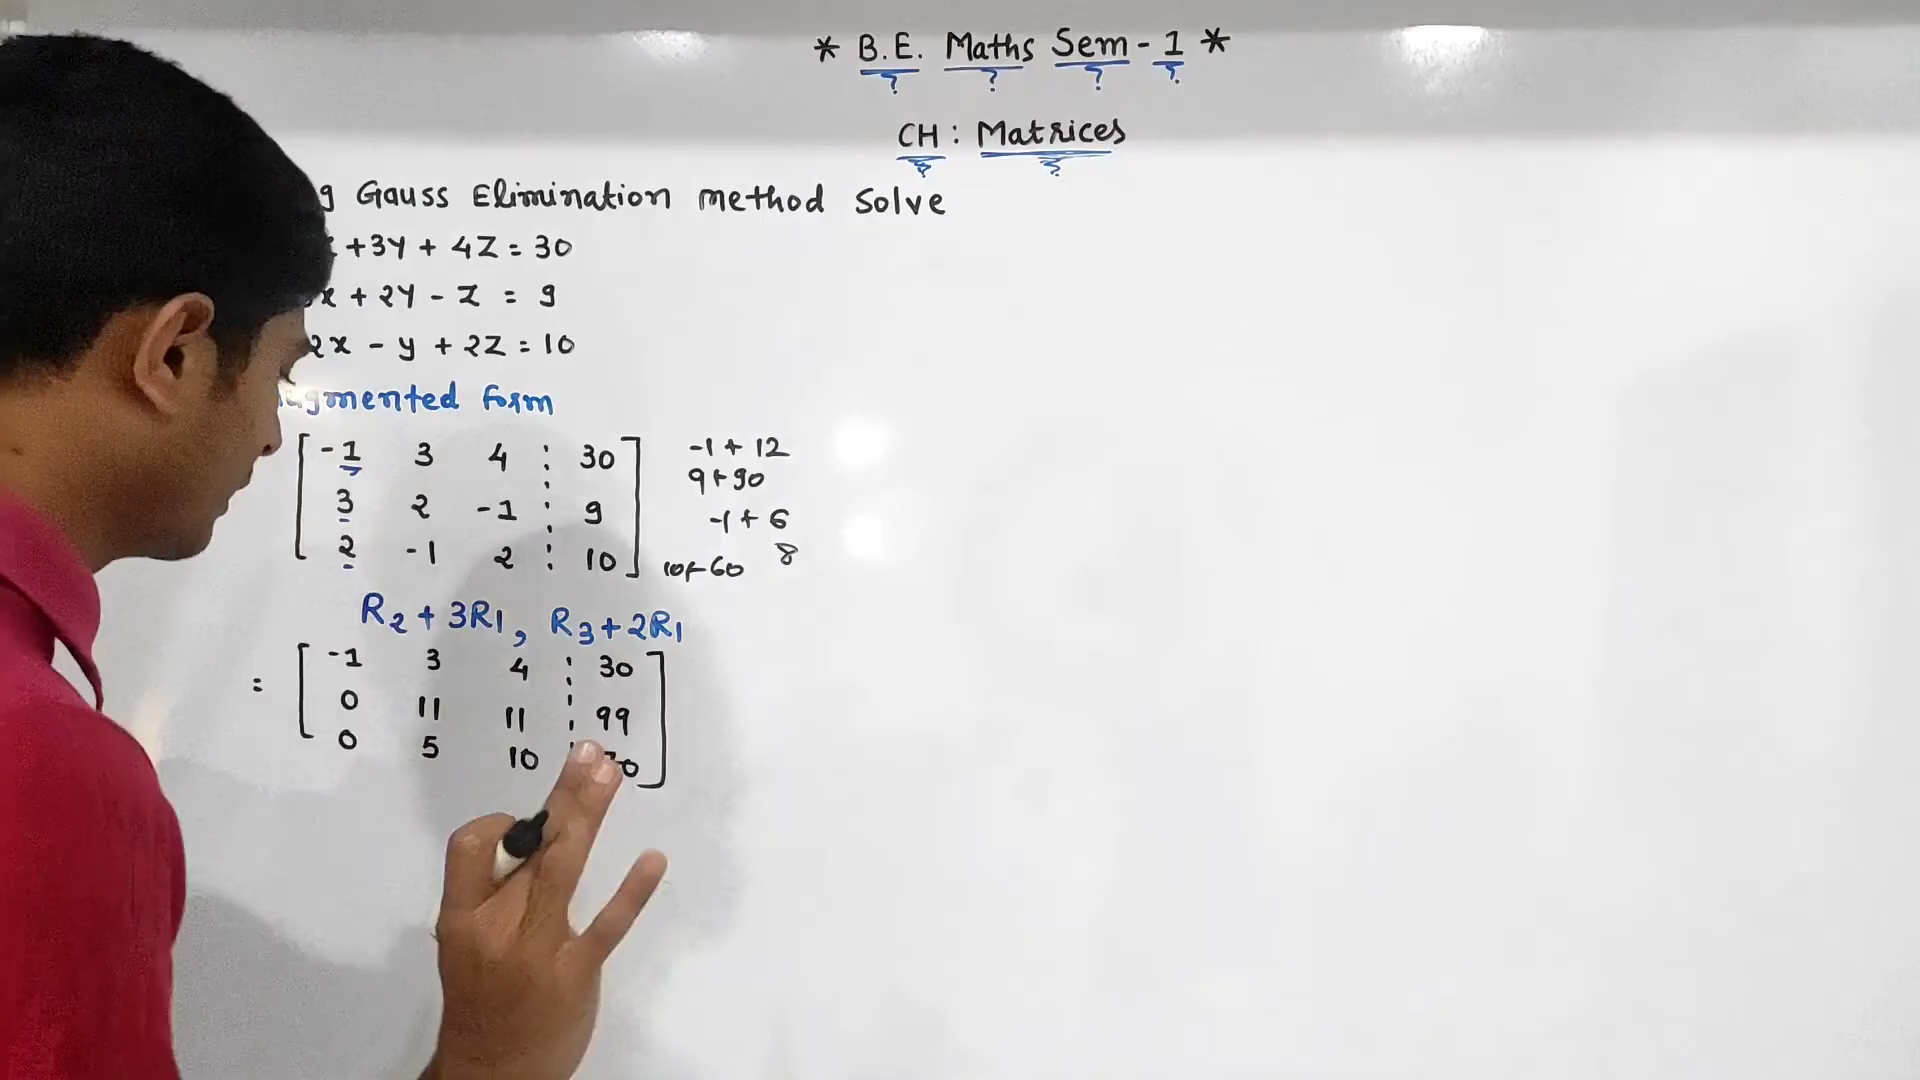 * B.E. Maths Sem-1 *
CH: Matrices
g Gauss Elimination method Solve
+3Y + 4Z = 30
x + 2Y - Z = 9
2x - y + 2Z = 10
gmented form
-1 3 4 : 30
3 2 -1 : 9
2 -1 2 : 10
-1 + 12
9+90
-1 + 6
8
10+60
R2 + 3R1, R3+2R1
= -1 3 4 : 30
0 11 11 : 99
0 5 10 : 0